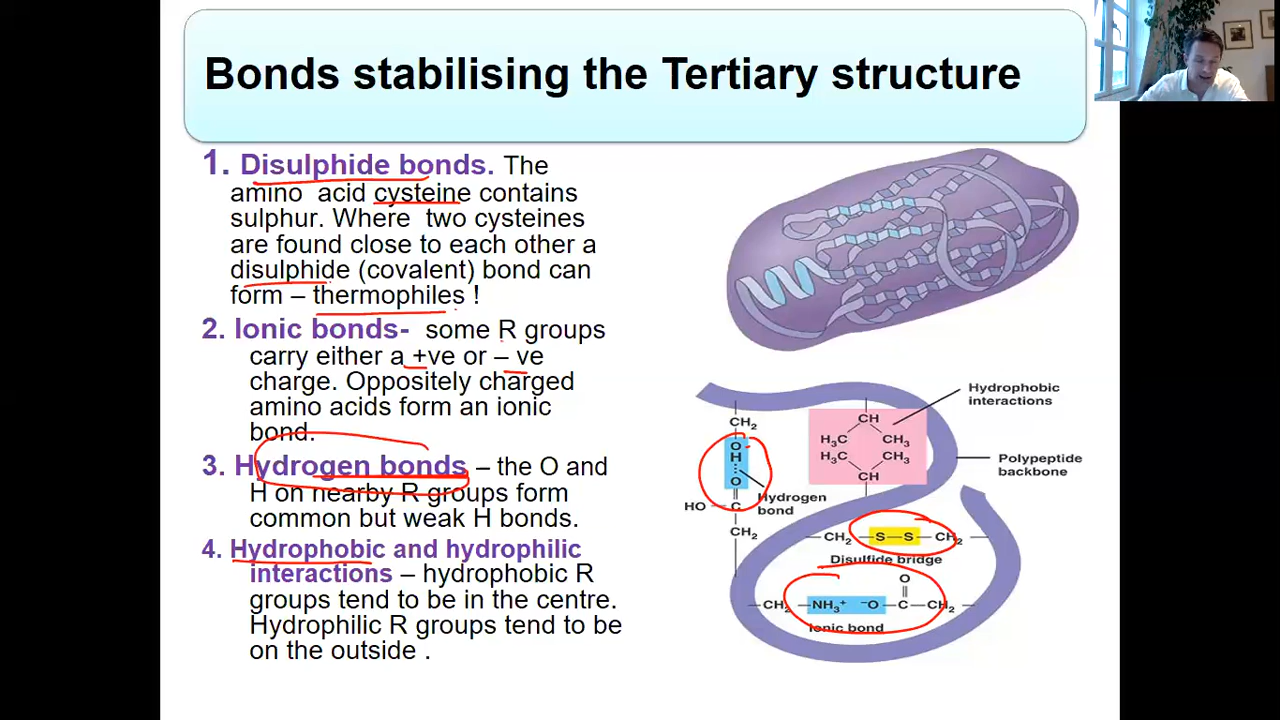 Bonds stabilising the Tertiary structure
1. Disulphide bonds. The
amino acid cysteine contains
sulphur. Where two cysteines
are found close to each other a
disulphide (covalent) bond can
form – thermophiles !
2. Ionic bonds- some R groups
carry either a +ve or – ve
charge. Oppositely charged
amino acids form an ionic
bond.
3. Hydrogen bonds – the O and
H on nearby R groups form
common but weak H bonds.
4. Hydrophobic and hydrophilic
interactions – hydrophobic R
groups tend to be in the centre.
Hydrophilic R groups tend to be
on the outside .
Hydrophobic
interactions
Polypeptide
backbone
CH
H₃C CH₃
H₃C CH₃
CH
CH₂
O
H
O
HO C
CH₂
Hydrogen
bond
CH₂ S—S CH₂
Disulfide bridge
O
CH₂ NH₃⁺ ⁻O C CH₂
Ionic bond